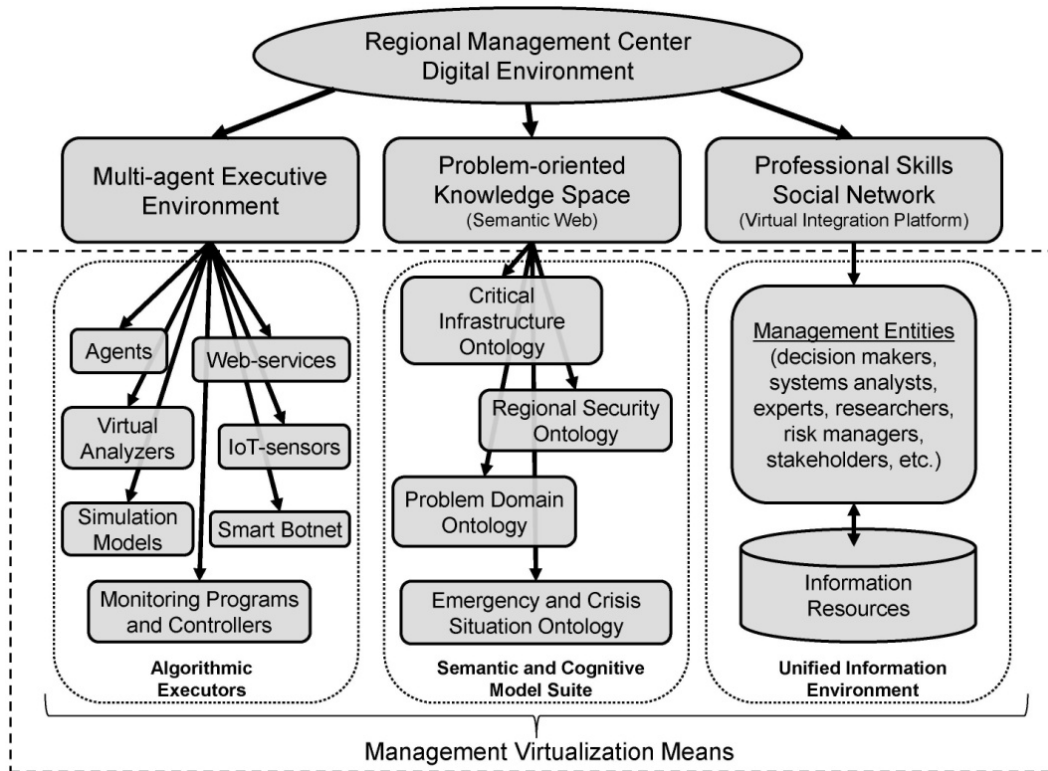 Regional Management Center
Digital Environment
Multi-agent Executive
Environment
Problem-oriented
Knowledge Space
(Semantic Web)
Professional Skills
Social Network
(Virtual Integration Platform)
Agents
Web-services
Virtual
Analyzers
IoT-sensors
Simulation
Models
Smart Botnet
Monitoring Programs
and Controllers
Algorithmic
Executors
Critical
Infrastructure
Ontology
Regional Security
Ontology
Problem Domain
Ontology
Emergency and Crisis
Situation Ontology
Semantic and Cognitive
Model Suite
Management Entities
(decision makers,
systems analysts,
experts, researchers,
risk managers,
stakeholders, etc.)
Information
Resources
Unified Information
Environment
Management Virtualization Means